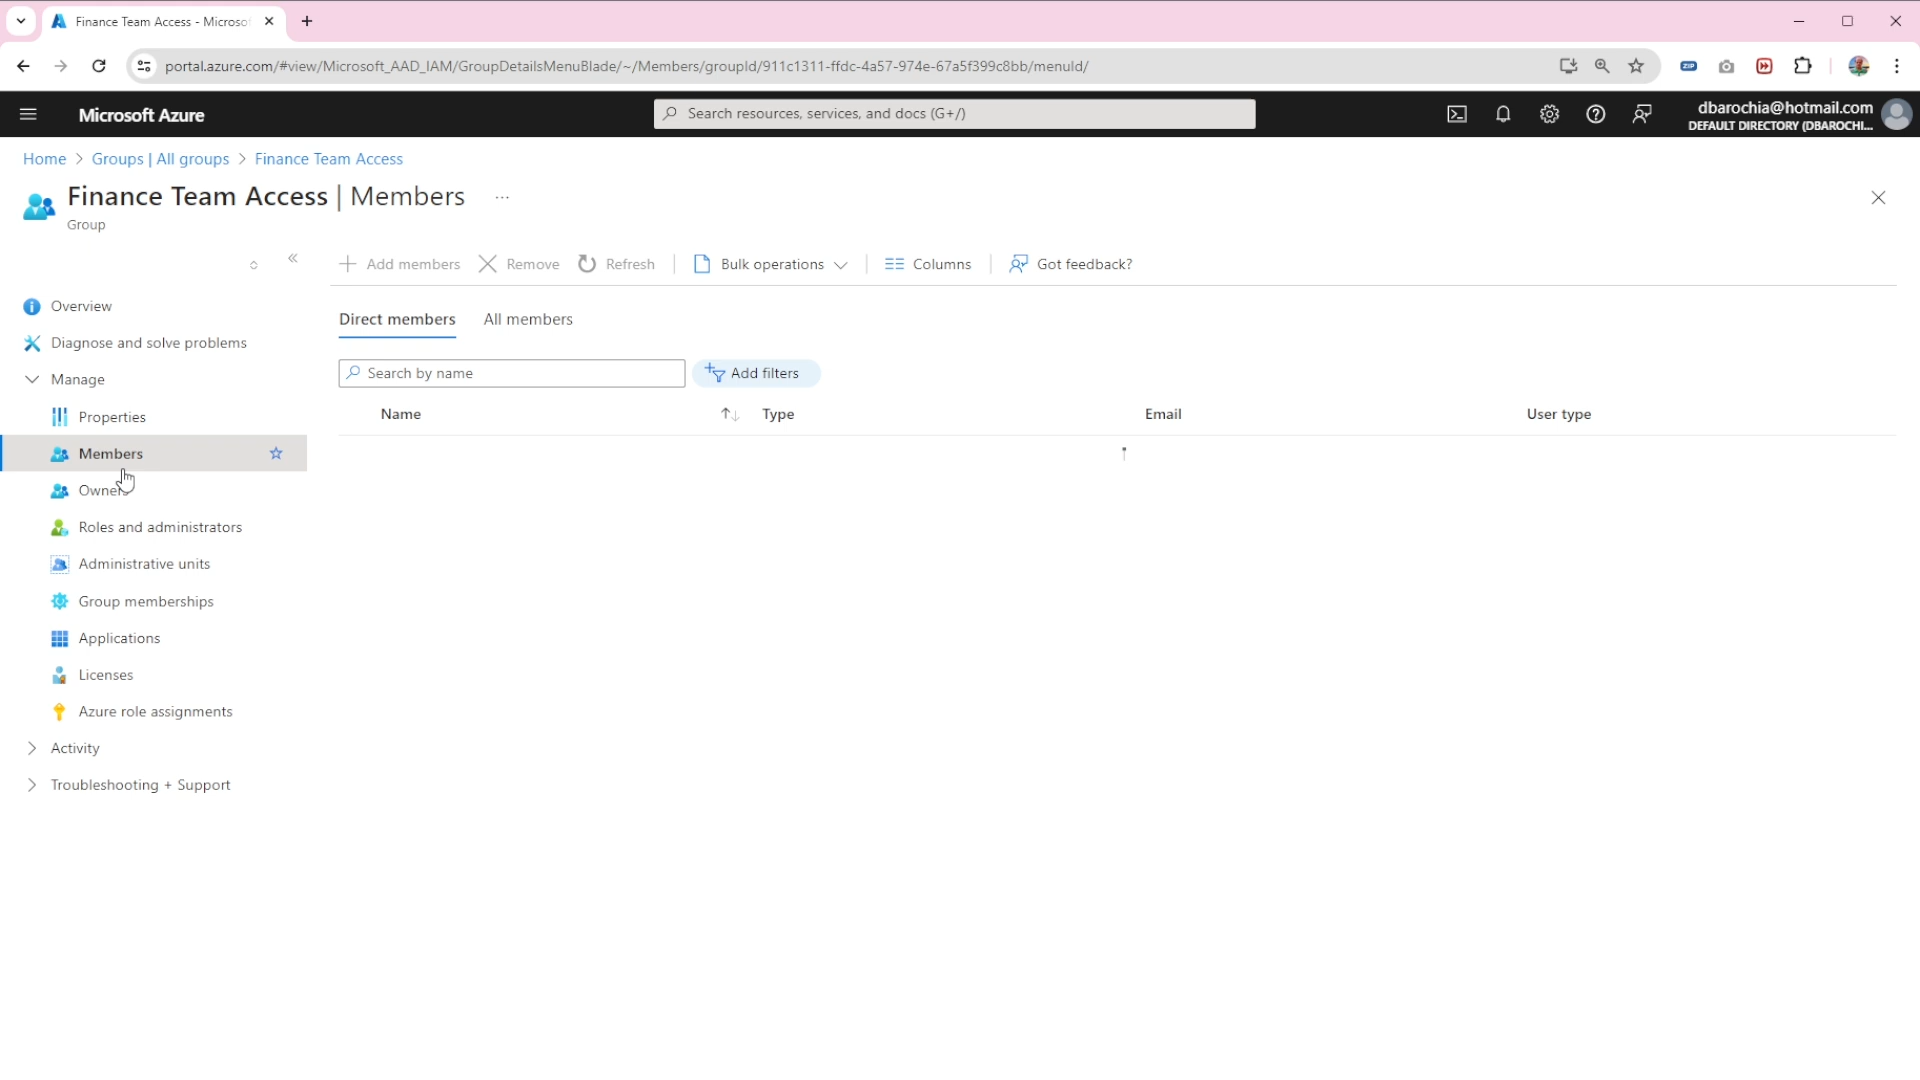 Finance Team Access - Microso
portal.azure.com/#view/Microsoft_AAD_IAM/GroupDetailsMenuBlade/~/Members/groupId/911c1311-ffdc-4a57-974e-67a5f399c8bb/menuId/
ZIP
Microsoft Azure
Search resources, services, and docs (G+/)
dbarochia@hotmail.com
DEFAULT DIRECTORY (DBAROCHI...
Home > Groups | All groups > Finance Team Access
Finance Team Access | Members ...
Group
Add members
Remove
Refresh
Bulk operations
Columns
Got feedback?
Overview
Diagnose and solve problems
Manage
Properties
Members
Owners
Roles and administrators
Administrative units
Group memberships
Applications
Licenses
Azure role assignments
Activity
Troubleshooting + Support
Direct members
All members
Search by name
Add filters
Name
Type
Email
User type